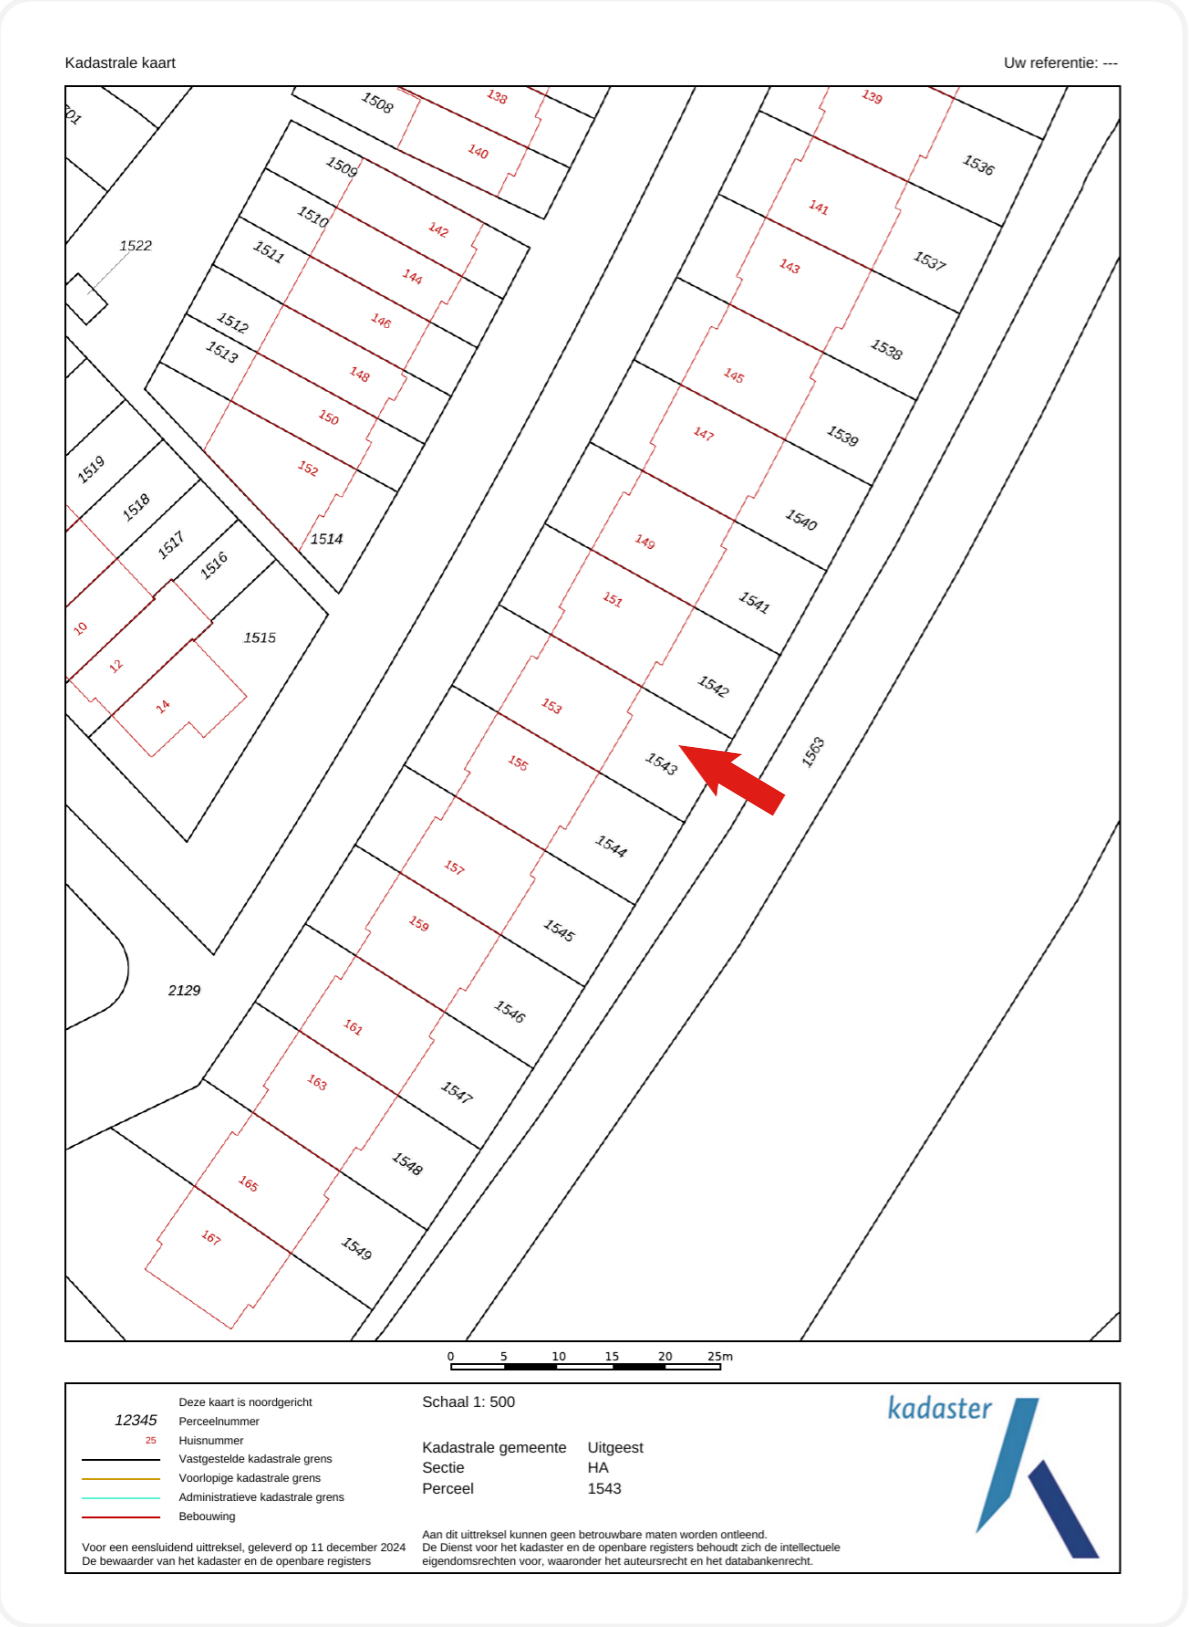 Kadastrale kaart
Uw referentie: ---
1508
138
139
140
1536
1509
141
1510
142
1522
1511
144
143
1537
146
1512
1513
148
145
1538
150
147
1539
152
1519
1518
1514
149
1540
1517
1516
151
1541
10
1515
12
153
1542
14
155
1543
1563
157
1544
159
1545
2129
161
1546
163
1547
165
1548
167
1549
0 5 10 15 20 25m
Deze kaart is noordgericht
12345 Perceelnummer
25 Huisnummer
Vastgestelde kadastrale grens
Voorlopige kadastrale grens
Administratieve kadastrale grens
Bebouwing
Voor een eensluidend uittreksel, geleverd op 11 december 2024
De bewaarder van het kadaster en de openbare registers
Schaal 1: 500
Kadastrale gemeente Uitgeest
Sectie HA
Perceel 1543
Aan dit uittreksel kunnen geen betrouwbare maten worden ontleend.
De Dienst voor het kadaster en de openbare registers behoudt zich de intellectuele
eigendomsrechten voor, waaronder het auteursrecht en het databankenrecht.
kadaster